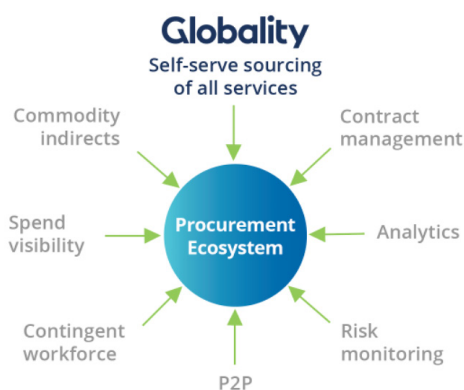 Globality
Self-serve sourcing
of all services
Commodity
indirects
Contract
management
Spend
visibility
Procurement
Ecosystem
Analytics
Contingent
workforce
Risk
monitoring
P2P